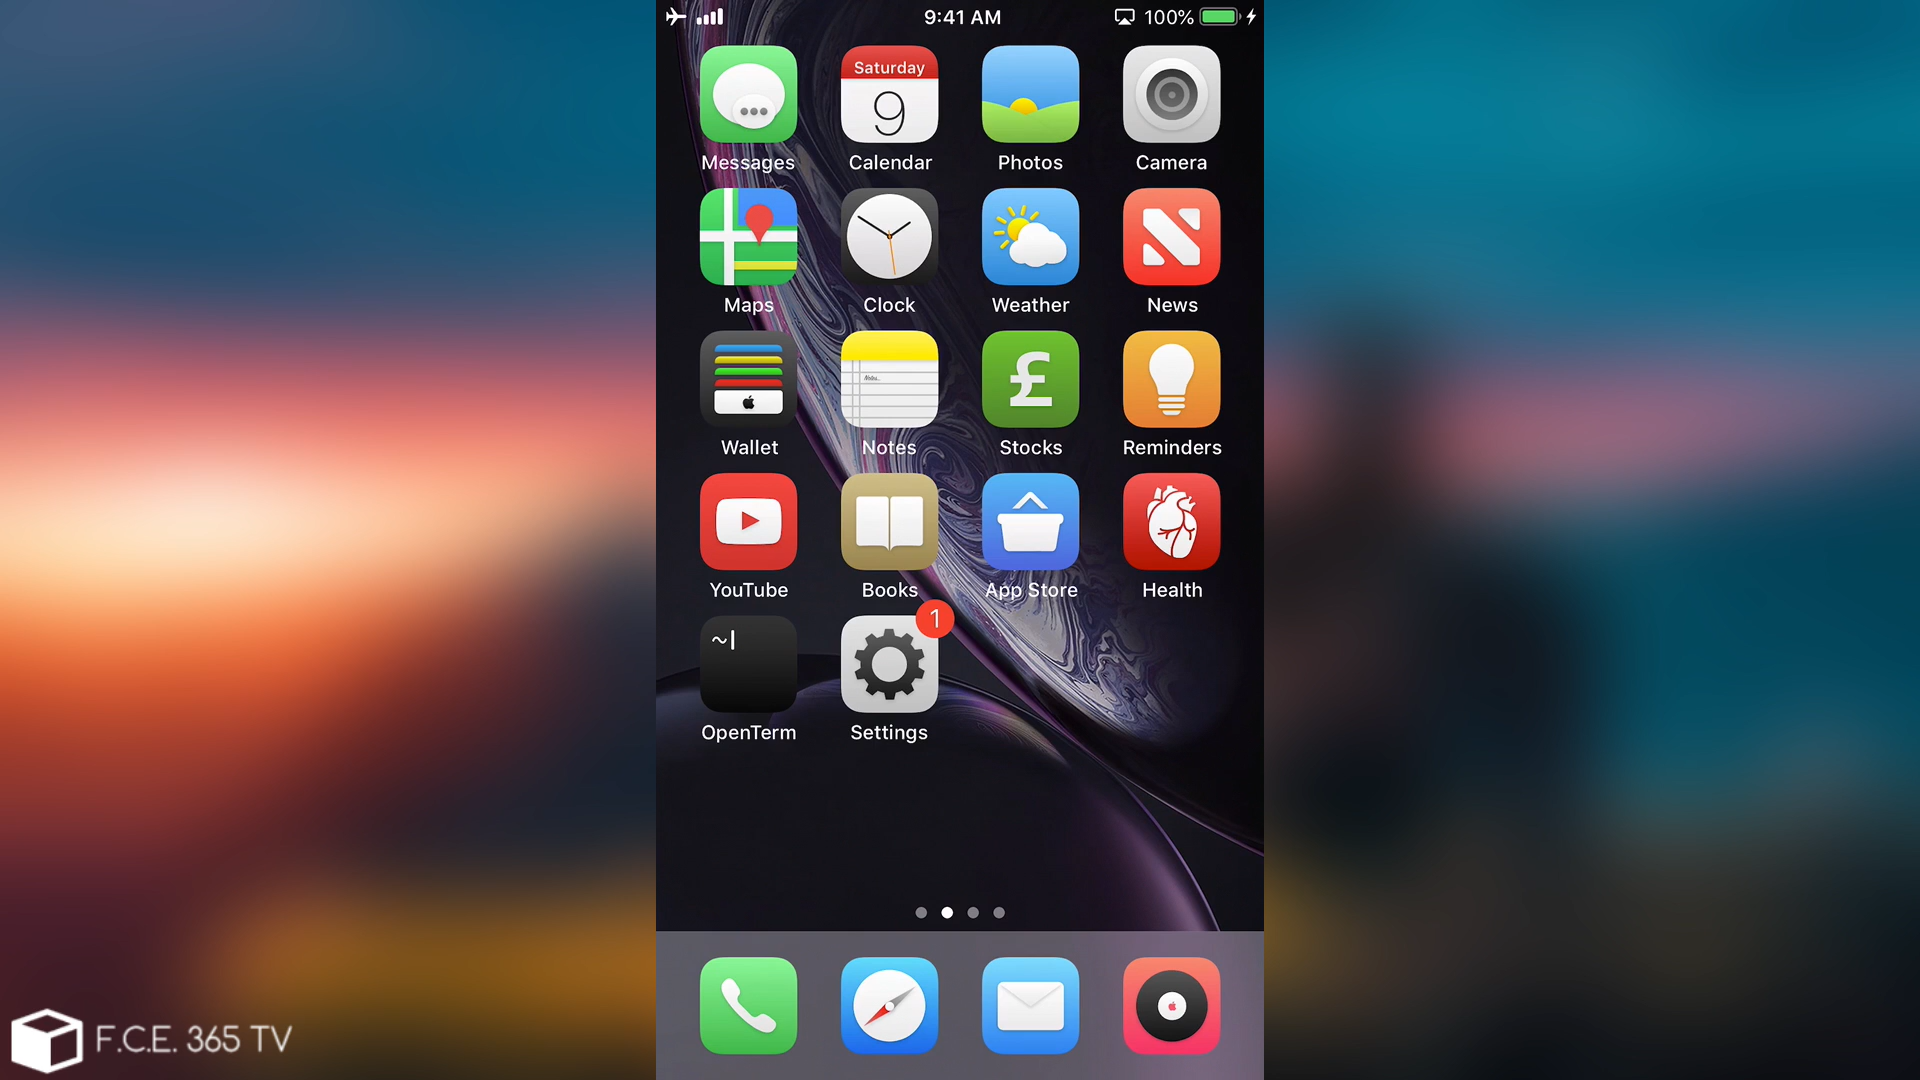 9:41 AM 100%
Saturday
9
Messages Calendar Photos Camera
Maps Clock Weather News
Notes...
£
Wallet Notes Stocks Reminders
YouTube Books App Store Health
~|
1
OpenTerm Settings
F.C.E. 365 TV